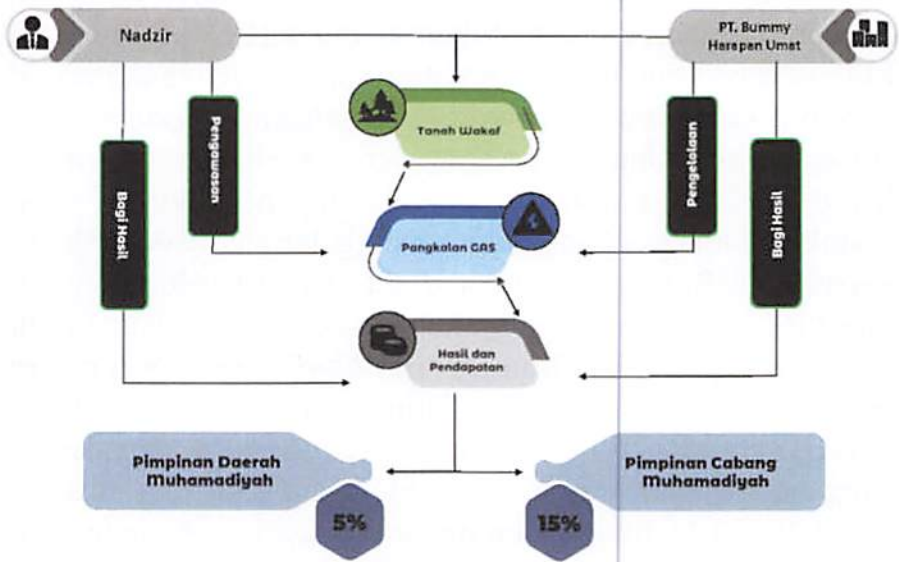 Nadzir
PT. Bummy
Harapan Umat
Tanah Wakaf
Pengawasan
Pengelolaan
Bagi Hasil
Bagi Hasil
Pangkalan GAS
Hasil dan
Pendapatan
Pimpinan Daerah
Muhamadiyah
Pimpinan Cabang
Muhamadiyah
5%
15%